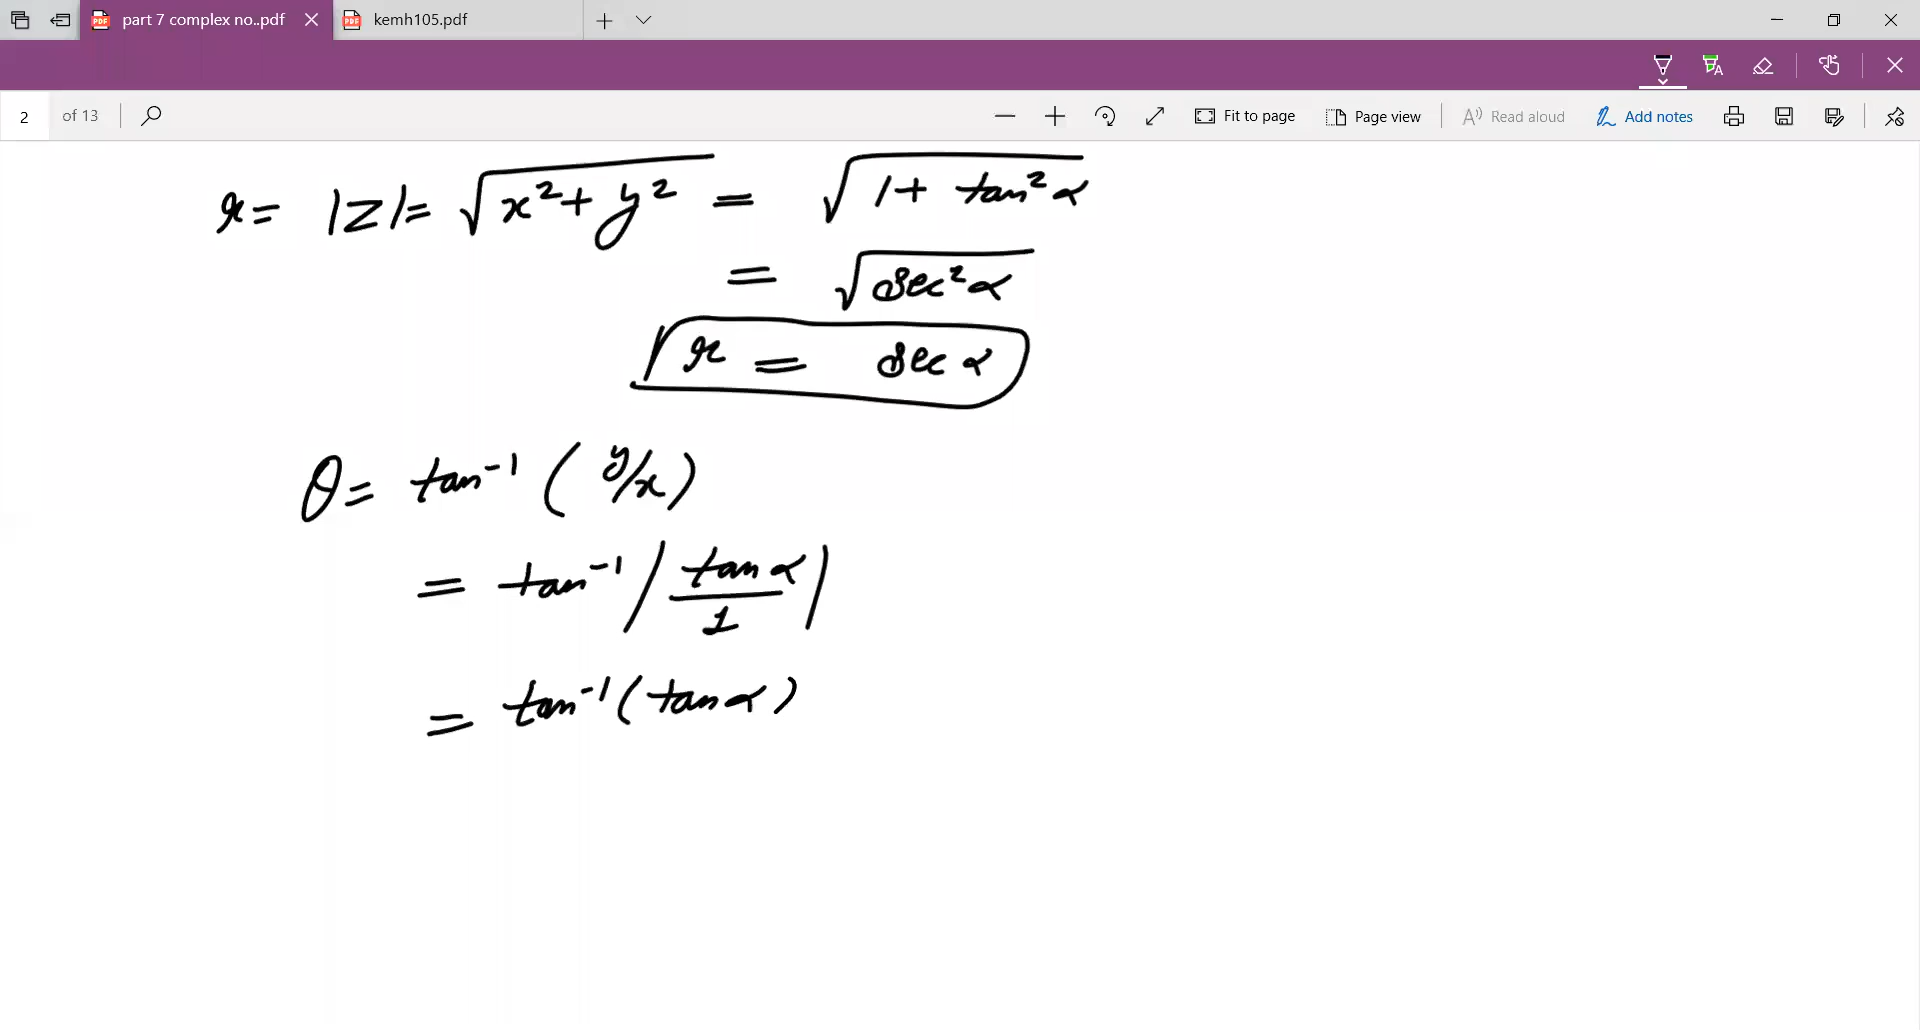 part 7 complex no..pdf
kemh105.pdf
2 of 13
Fit to page
Page view
Read aloud
Add notes
r = |z| = √x²+y² = √1+ tan²α
= √sec²α
r = sec α
θ = tan⁻¹ (y/x)
= tan⁻¹ | tan α / 1 |
= tan⁻¹ (tan α)